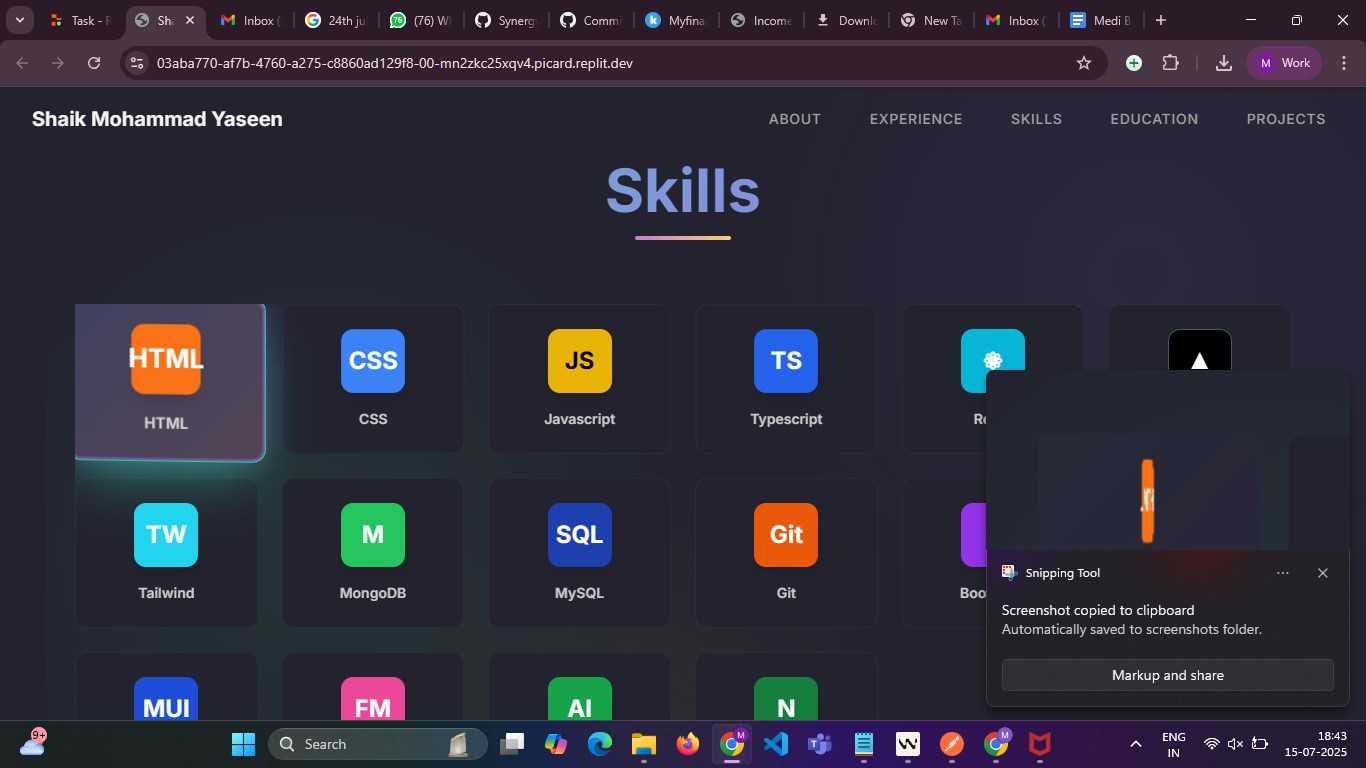 Task - R
Sha
Inbox (
24th ju
76
(76) Wh
Synerg
Commi
Myfina
Income
Downl
New Ta
Inbox (
Medi B
03aba770-af7b-4760-a275-c8860ad129f8-00-mn2zkc25xqv4.picard.replit.dev
M Work
Shaik Mohammad Yaseen
ABOUT
EXPERIENCE
SKILLS
EDUCATION
PROJECTS
Skills
HTML
CSS
JS
TS
HTML
CSS
Javascript
Typescript
Re
TW
M
SQL
Git
Tailwind
MongoDB
MySQL
Git
Boo
MUI
FM
AI
N
Snipping Tool
Screenshot copied to clipboard
Automatically saved to screenshots folder.
Markup and share
9+
Search
M
M
ENG
IN
18:43
15-07-2025